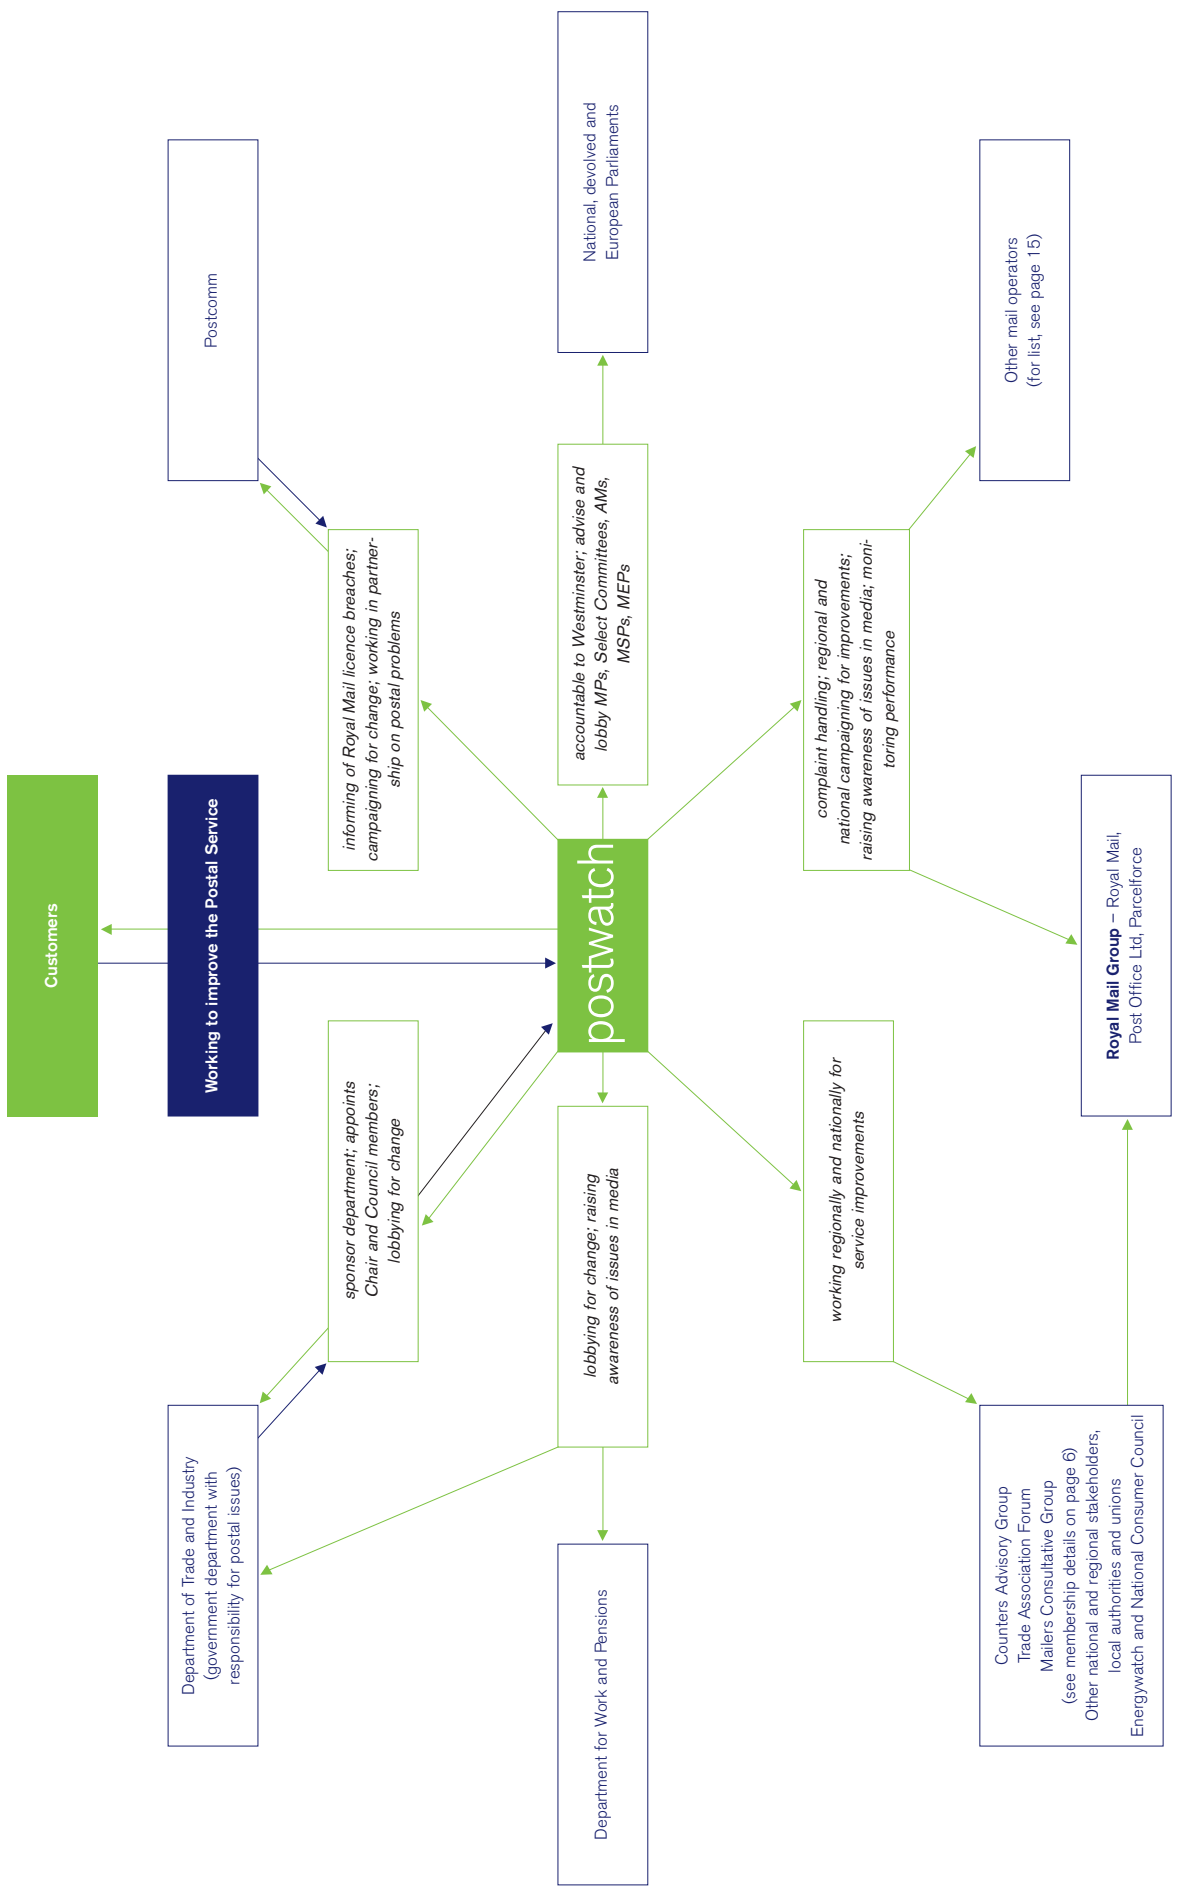 Customers
Working to improve the Postal Service
Department of Trade and Industry
(government department with
responsibility for postal issues)
sponsor department; appoints
Chair and Council members;
lobbying for change
informing of Royal Mail licence breaches;
campaigning for change; working in partner-
ship on postal problems
Postcomm
Department for Work and Pensions
lobbying for change; raising
awareness of issues in media
postwatch
accountable to Westminster; advise and
lobby MPs, Select Committees, AMs,
MSPs, MEPs
National, devolved and
European Parliaments
working regionally and nationally for
service improvements
complaint handling; regional and
national campaigning for improvements;
raising awareness of issues in media; moni-
toring performance
Counters Advisory Group
Trade Association Forum
Mailers Consultative Group
(see membership details on page 6)
Other national and regional stakeholders,
local authorities and unions
Energywatch and National Consumer Council
Royal Mail Group – Royal Mail,
Post Office Ltd, Parcelforce
Other mail operators
(for list, see page 15)